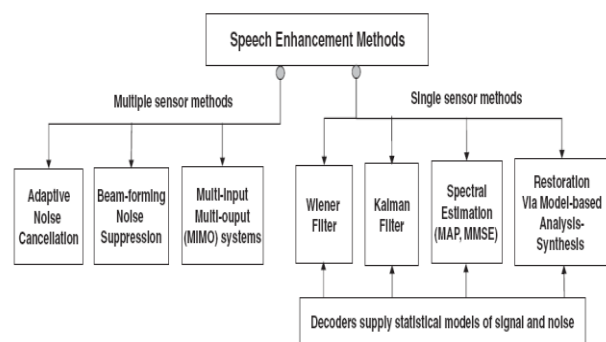 Speech Enhancement Methods
Multiple sensor methods
Single sensor methods
Adaptive
Noise
Cancellation
Beam-forming
Noise
Suppression
Multi-Input
Multi-ouput
(MIMO) systems
Wiener
Filter
Kalman
Filter
Spectral
Estimation
(MAP, MMSE)
Restoration
Via Model-based
Analysis-
Synthesis
Decoders supply statistical models of signal and noise